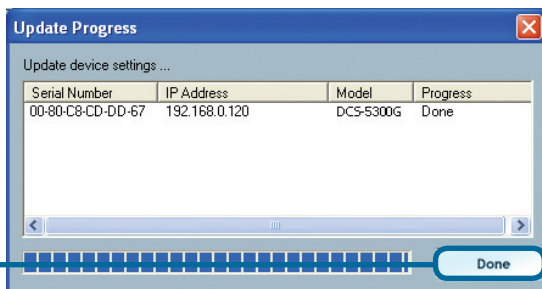 Update Progress
Update device settings ...
Serial Number IP Address Model Progress
00-80-C8-CD-DD-67 192.168.0.120 DCS-5300G Done
Done